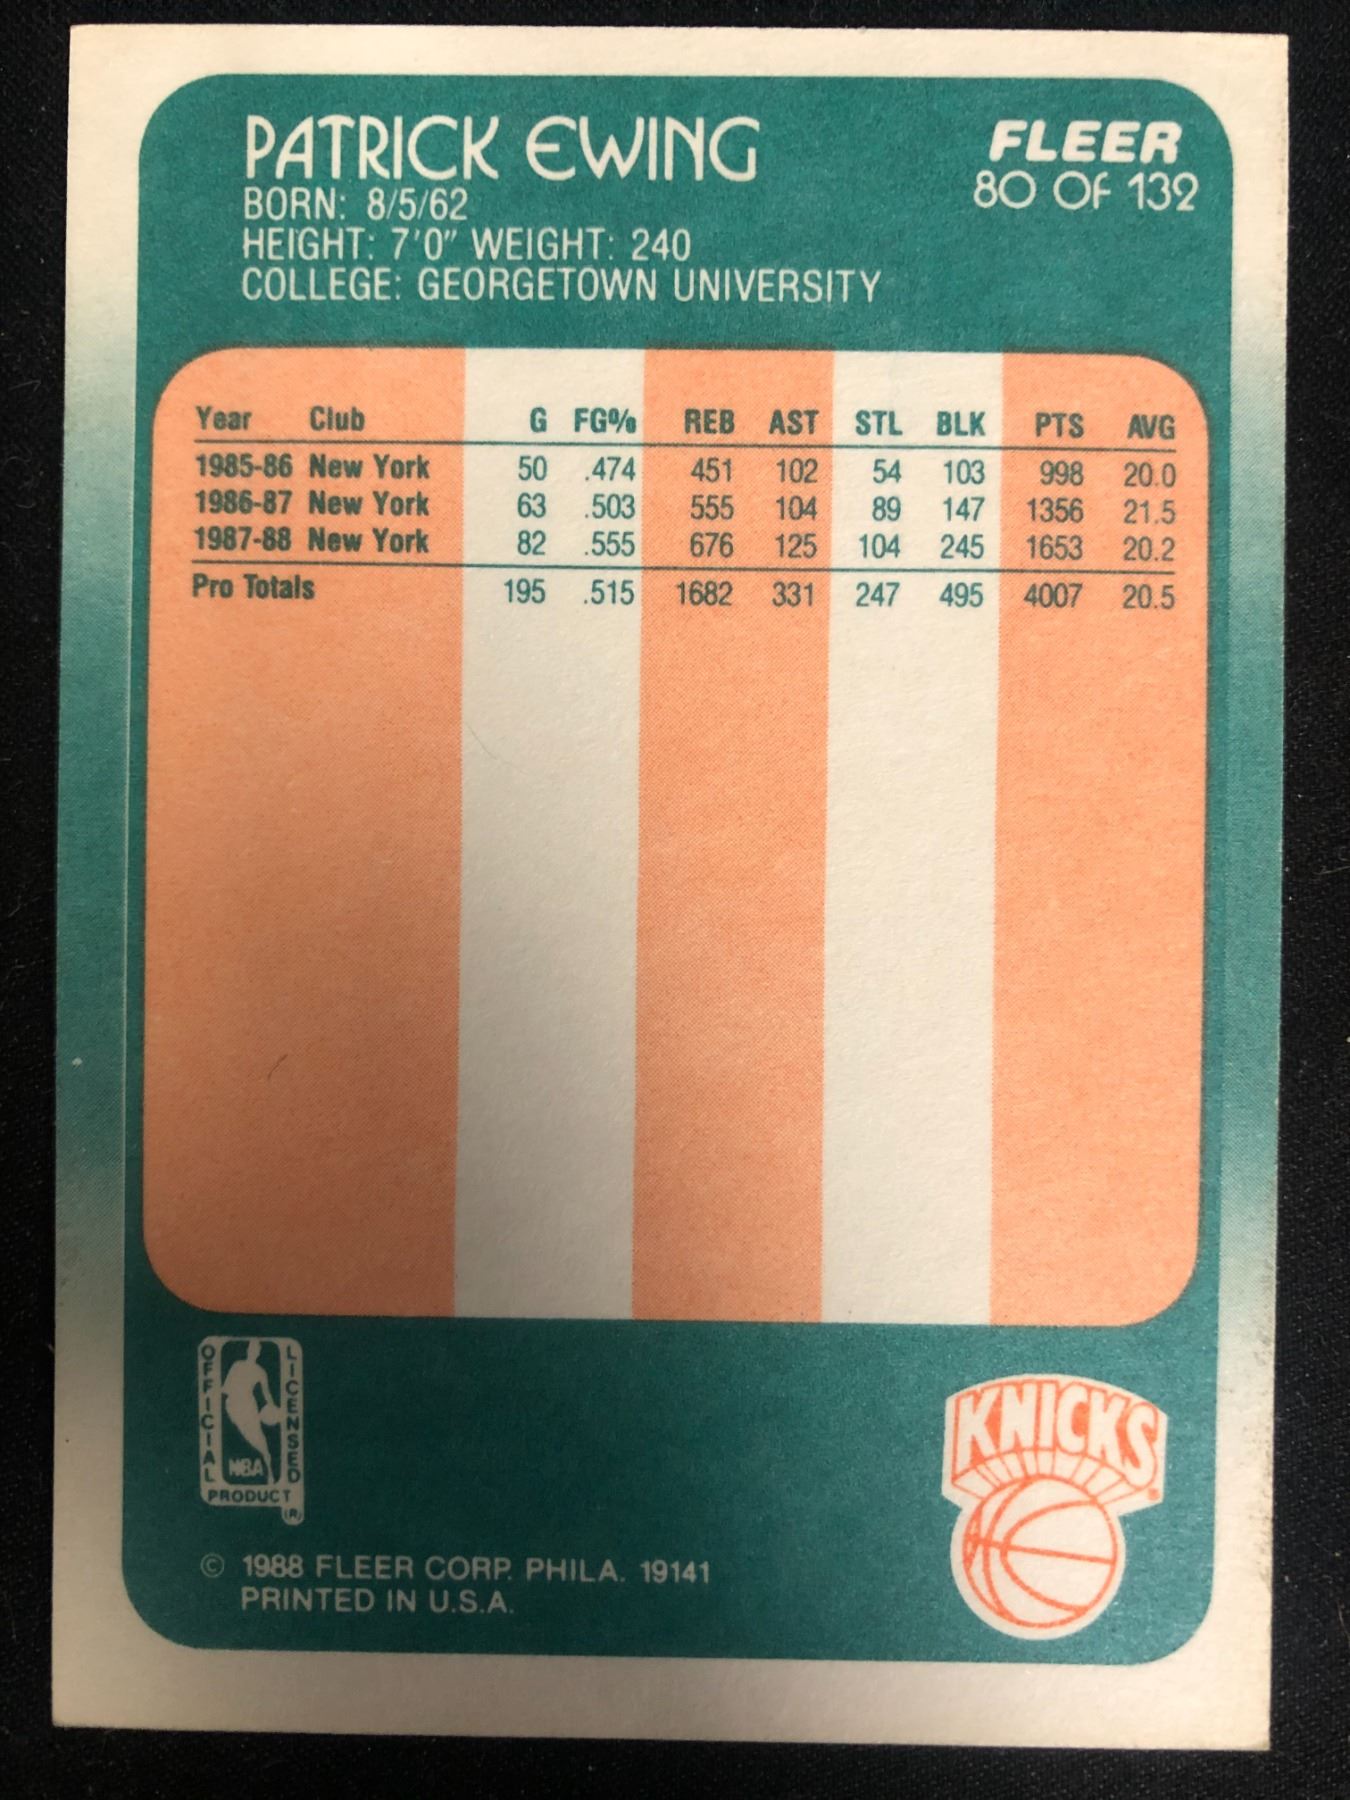 PATRICK EWING
BORN: 8/5/62
HEIGHT: 7'0" WEIGHT: 240
COLLEGE: GEORGETOWN UNIVERSITY
FLEER
80 OF 132
Year Club G FG% REB AST STL BLK PTS AVG
1985-86 New York 50 .474 451 102 54 103 998 20.0
1986-87 New York 63 .503 555 104 89 147 1356 21.5
1987-88 New York 82 .555 676 125 104 245 1653 20.2
Pro Totals 195 .515 1682 331 247 495 4007 20.5
OFFICIAL
LICENSED
NBA
PRODUCT
®
KNICKS
© 1988 FLEER CORP. PHILA. 19141
PRINTED IN U.S.A.